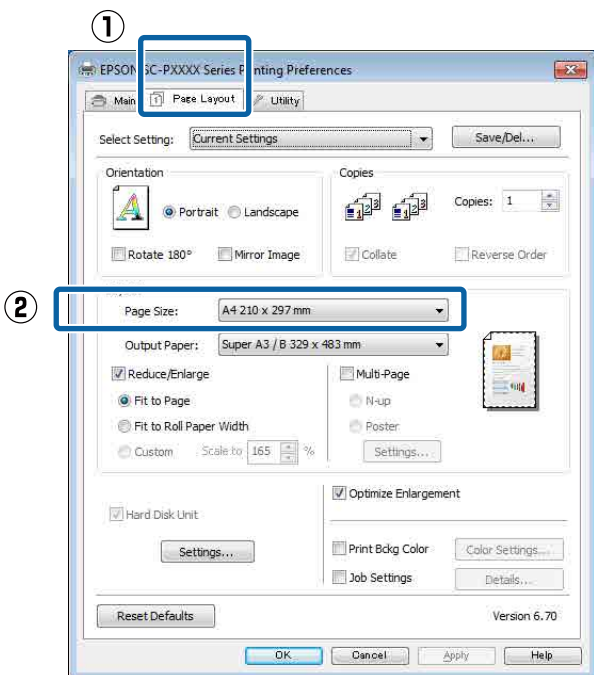 1
EPSON SC-PXXXX Series Printing Preferences
Main Page Layout Utility
Select Setting: Current Settings Save/Del...
Orientation
Portrait Landscape
Rotate 180° Mirror Image
Copies
Copies: 1
Collate Reverse Order
2
Page Size: A4 210 x 297 mm
Output Paper: Super A3 / B 329 x 483 mm
Reduce/Enlarge
Fit to Page
Fit to Roll Paper Width
Custom Scale to 165 %
Multi-Page
N-up
Poster
Settings...
Hard Disk Unit
Settings...
Optimize Enlargement
Print Bckg Color Color Settings...
Job Settings Details...
Reset Defaults Version 6.70
OK Cancel Apply Help